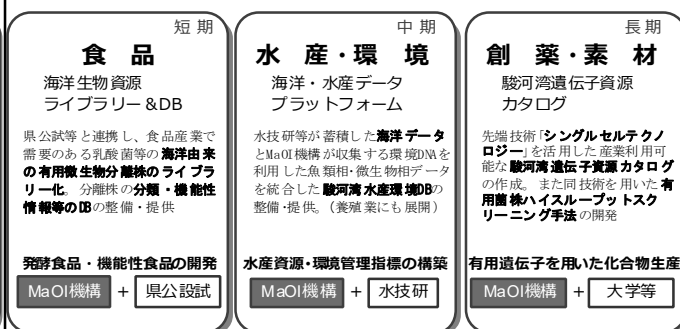 短期
食品
海洋生物資源
ライブラリー＆DB
県公試等と連携し、食品産業で
需要のある乳酸菌等の海洋由来
の有用微生物分離株のライブラ
リー化。分離株の分類・機能性
情報等のDBの整備・提供
発酵食品・機能性食品の開発
MaOI機構 + 県公設試
中期
水産・環境
海洋・水産データ
プラットフォーム
水技研等が蓄積した海洋データ
とMaOI機構が収集する環境DNAを
利用した魚類相・微生物相データ
を統合した駿河湾水産環境DBの
整備・提供。（養殖業にも展開）
水産資源・環境管理指標の構築
MaOI機構 + 水技研
長期
創薬・素材
駿河湾遺伝子資源
カタログ
先端技術「シングルセルテクノ
ロジー」を活用した産業利用可
能な駿河湾遺伝子資源カタログ
の作成。また同技術を用いた有
用菌株ハイスループットスク
リーニング手法の開発
有用遺伝子を用いた化合物生産
MaOI機構 + 大学等